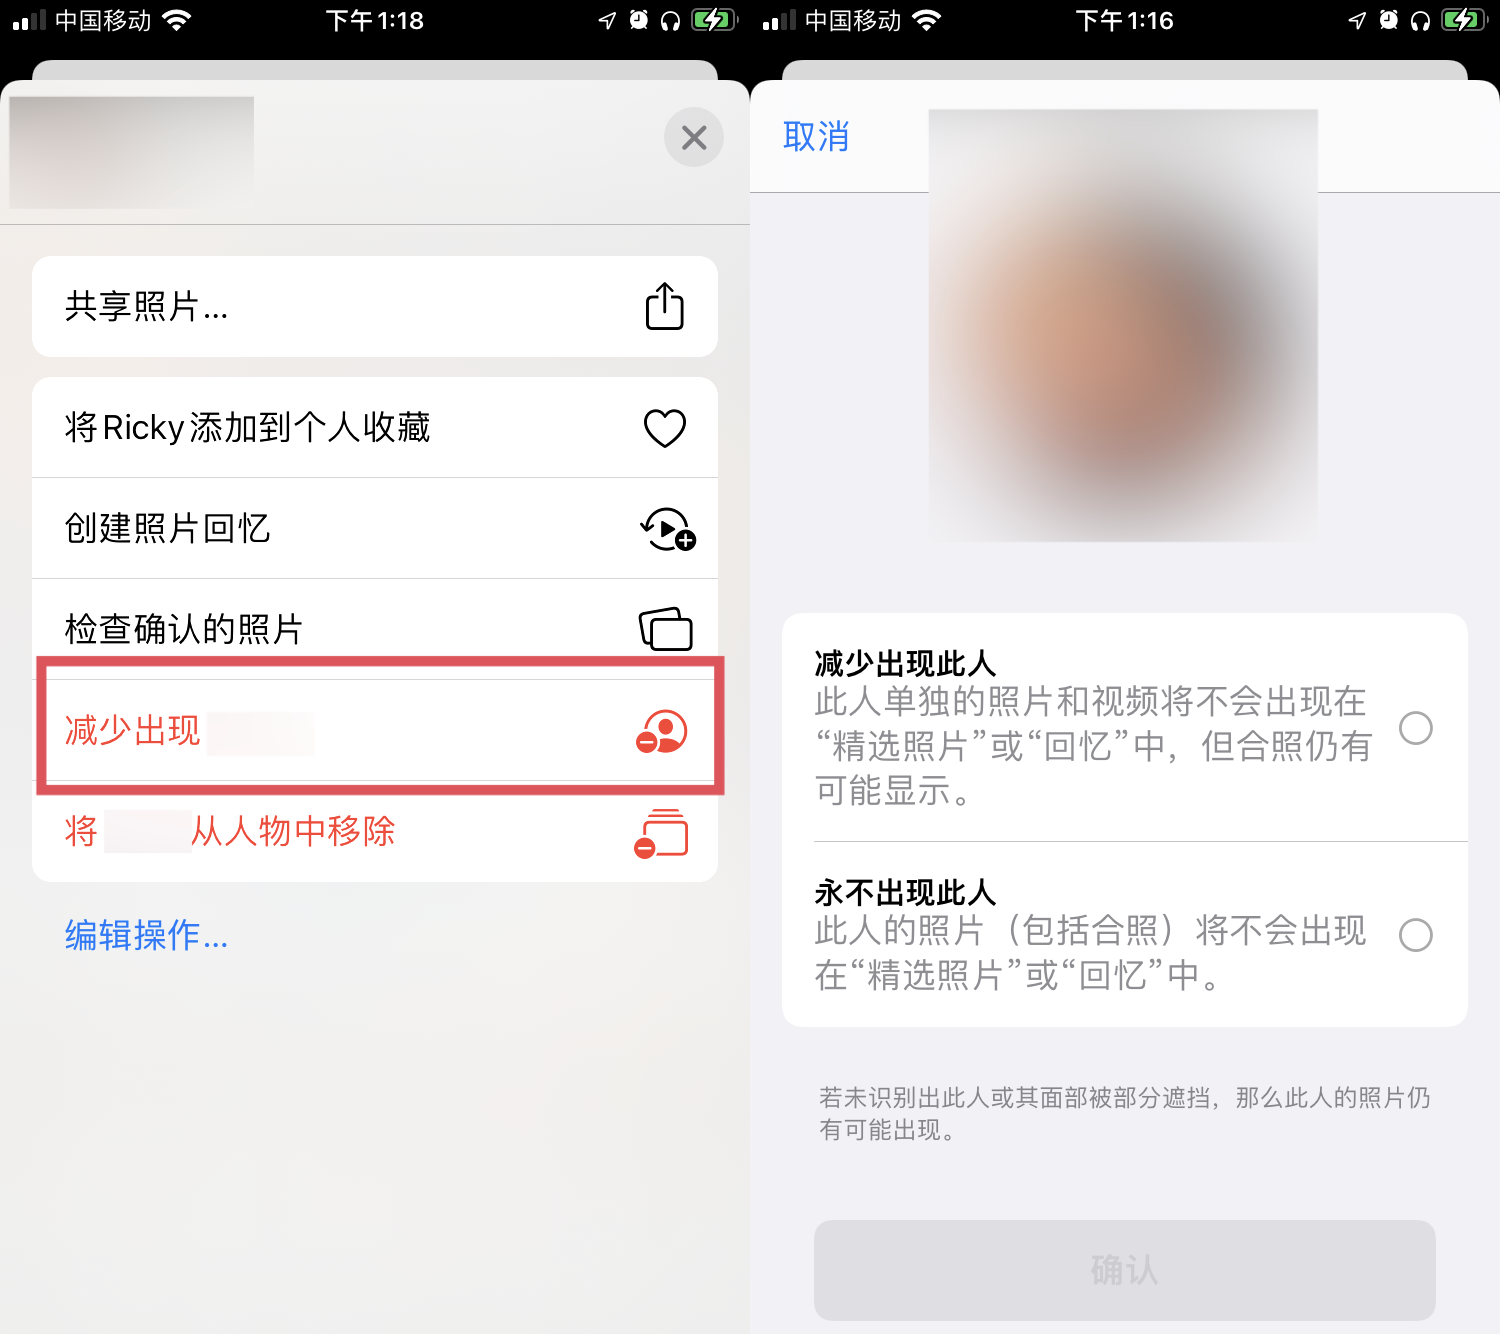 中国移动
下午1:18
共享照片...
将Ricky添加到个人收藏
创建照片回忆
检查确认的照片
减少出现
将 从人物中移除
编辑操作...
中国移动
下午1:16
取消
减少出现此人
此人单独的照片和视频将不会出现在
“精选照片”或“回忆”中，但合照仍有
可能显示。
永不出现此人
此人的照片（包括合照）将不会出现
在“精选照片”或“回忆”中。
若未识别出此人或其面部被部分遮挡，那么此人的照片仍
有可能出现。
确认